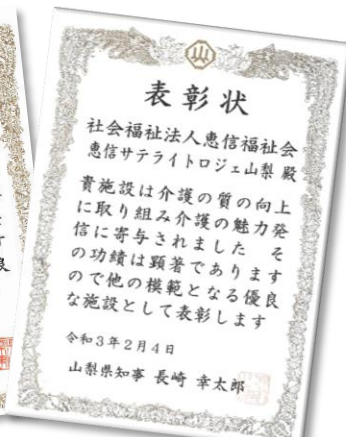 山
表彰状
社会福祉法人恵信福祉会
恵信サテライトロジェ山梨 殿
貴施設は介護の質の向上
に取り組み介護の魅力発
信に寄与されました そ
の功績は顕著であります
ので他の模範となる優良
な施設として表彰します
令和3年2月4日
山梨県知事 長崎 幸太郎
良